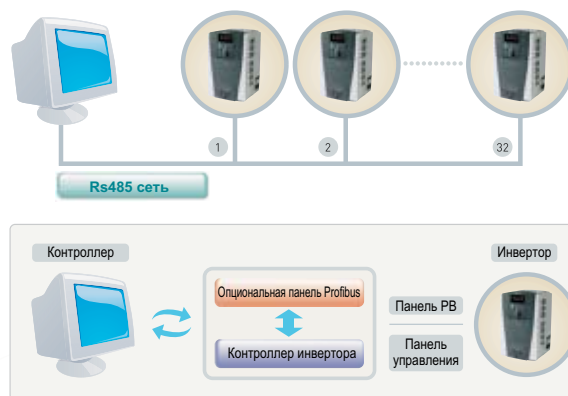 1
2
32
Rs485 сеть
Контроллер
Инвертор
Опциональная панель Profibus
Контроллер инвертора
Панель PB
Панель
управления